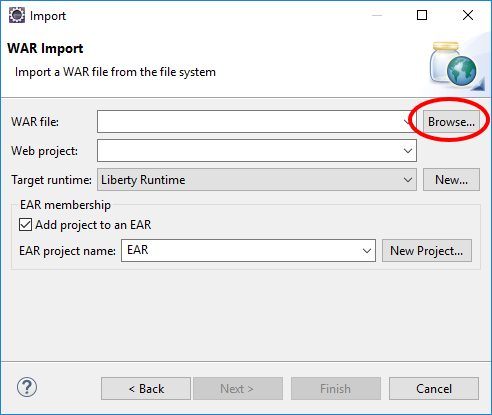 Import
WAR Import
Import a WAR file from the file system
WAR file:
Browse...
Web project:
Target runtime: Liberty Runtime
New...
EAR membership
Add project to an EAR
EAR project name: EAR
New Project...
?
< Back
Next >
Finish
Cancel